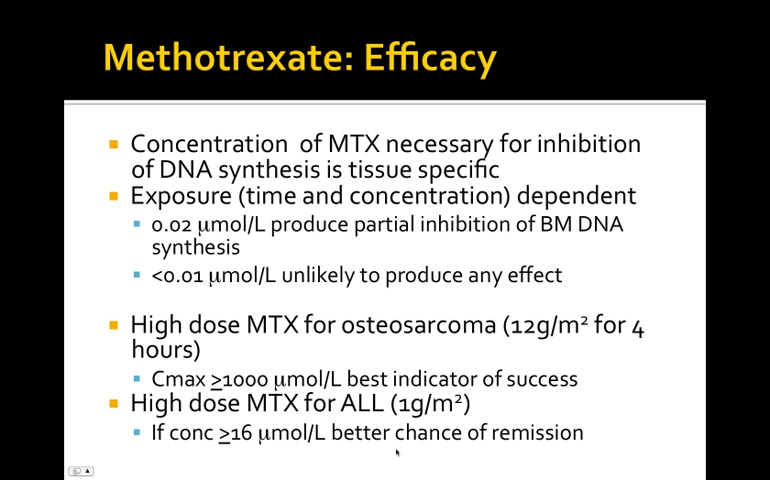 Methotrexate: Efficacy
Concentration of MTX necessary for inhibition
of DNA synthesis is tissue specific
Exposure (time and concentration) dependent
0.02 μmol/L produce partial inhibition of BM DNA
synthesis
<0.01 μmol/L unlikely to produce any effect
High dose MTX for osteosarcoma (12g/m² for 4
hours)
Cmax ≥1000 μmol/L best indicator of success
High dose MTX for ALL (1g/m²)
If conc ≥16 μmol/L better chance of remission